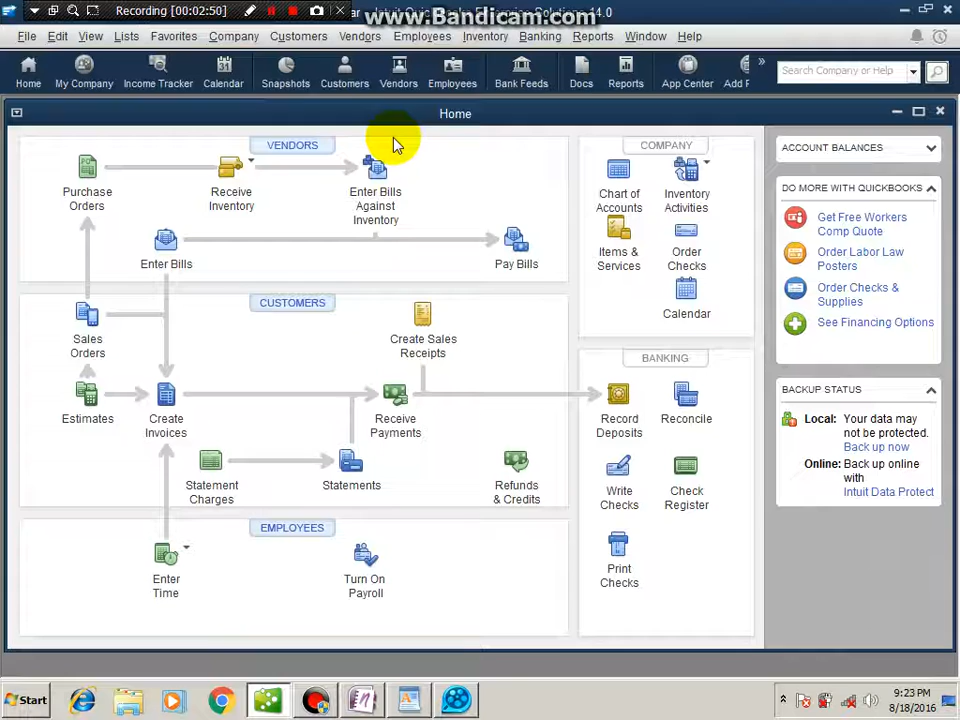 Recording [00:02:50]
www.Bandicam.com
14.0
File Edit View Lists Favorites Company Customers Vendors Employees Inventory Banking Reports Window Help
Home My Company Income Tracker Calendar Snapshots Customers Vendors Employees Bank Feeds Docs Reports App Center Add F
Search Company or Help
Home
VENDORS
Purchase
Orders
Receive
Inventory
Enter Bills
Against
Inventory
Enter Bills
Pay Bills
CUSTOMERS
Sales
Orders
Create Sales
Receipts
Estimates
Create
Invoices
Receive
Payments
Statement
Charges
Statements
Refunds
& Credits
EMPLOYEES
Enter
Time
Turn On
Payroll
COMPANY
Chart of
Accounts
Inventory
Activities
Items &
Services
Order
Checks
Calendar
31
BANKING
Record
Deposits
Reconcile
Write
Checks
Check
Register
Print
Checks
ACCOUNT BALANCES
DO MORE WITH QUICKBOOKS
Get Free Workers
Comp Quote
Order Labor Law
Posters
Order Checks &
Supplies
See Financing Options
BACKUP STATUS
Local: Your data may
not be protected.
Back up now
Online: Back up online
with
Intuit Data Protect
Start
9:23 PM
8/18/2016